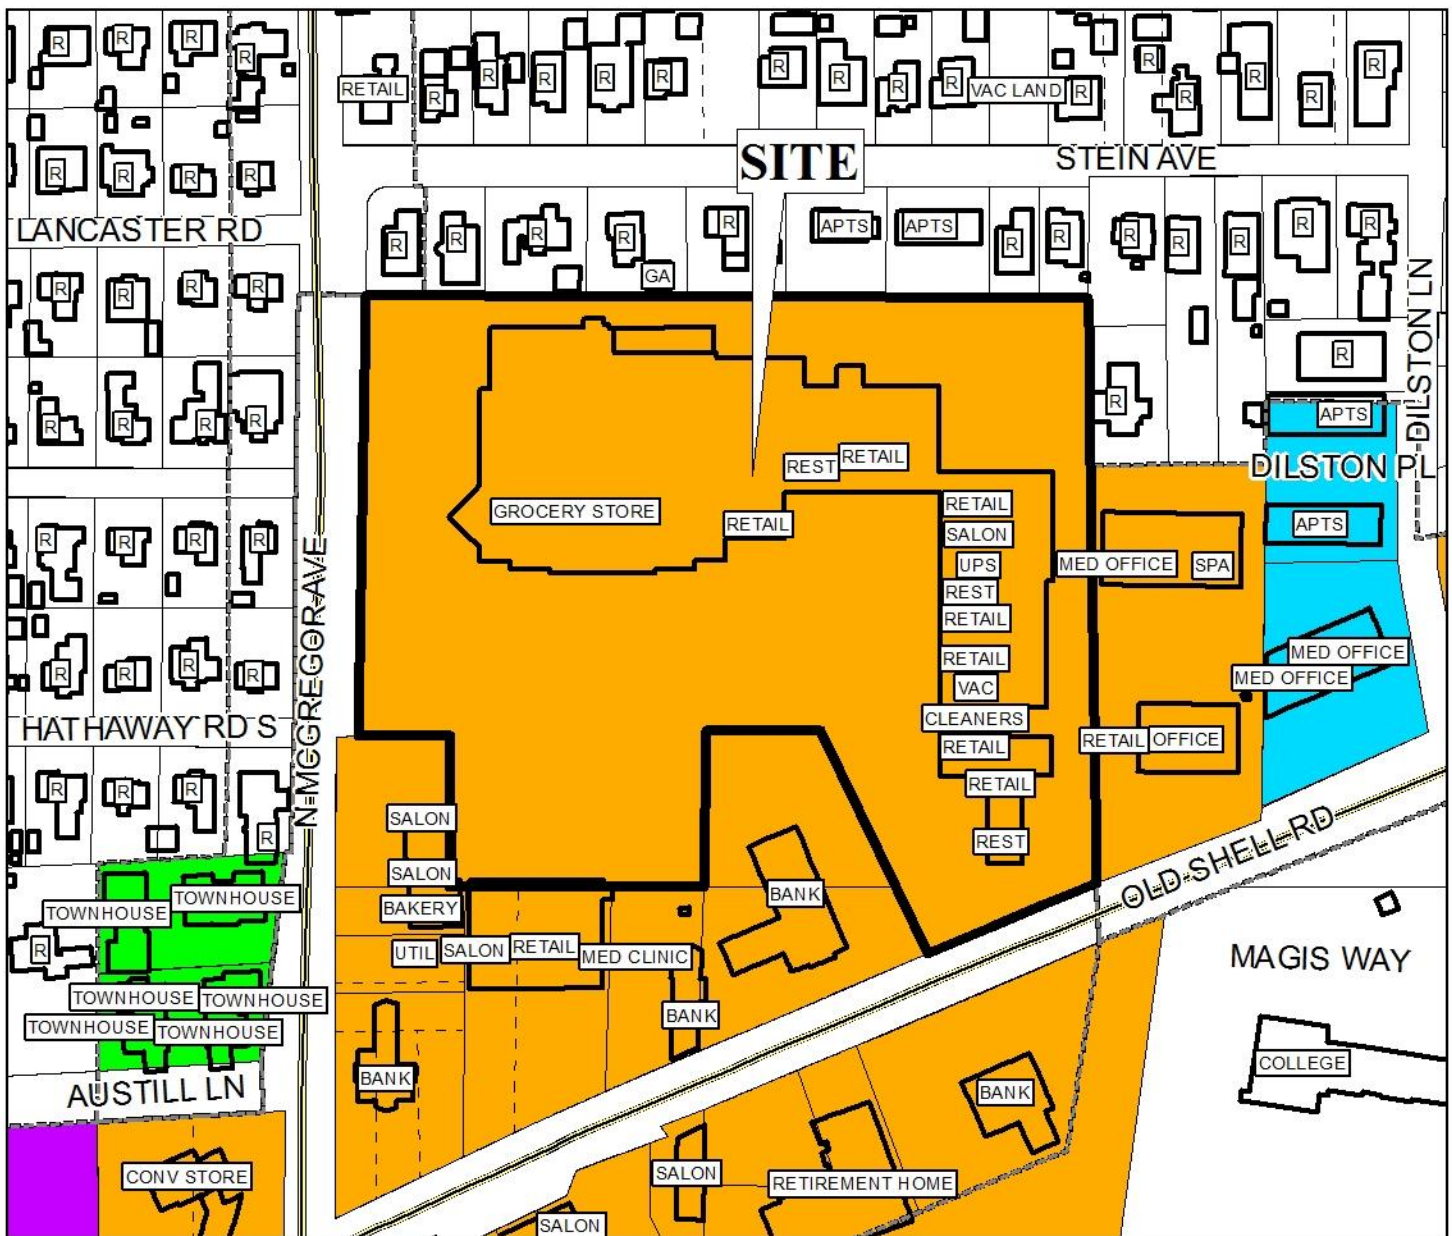 R
R
R
R
RETAIL
R
R
R
R
R
R
R
R
R
VAC LAND
R
R
R
R
R
R
SITE
STEIN AVE
R
R
R
R
LANCASTER RD
R
R
R
R
R
APTS
APTS
R
R
R
R
R
R
R
GA
R
R
R
R
DILSTON LN
R
R
R
R
R
R
APTS
REST
RETAIL
DILSTON PL
GROCERY STORE
RETAIL
RETAIL
SALON
UPS
REST
RETAIL
RETAIL
VAC
CLEANERS
RETAIL
RETAIL
REST
MED OFFICE
SPA
APTS
R
R
R
R
N MCGREGOR AVE
MED OFFICE
MED OFFICE
R
R
R
R
HATHAWAY RD S
RETAIL
OFFICE
R
R
R
R
SALON
SALON
BAKERY
BANK
OLD SHELL RD
TOWNHOUSE
TOWNHOUSE
R
UTIL
SALON
RETAIL
MED CLINIC
MAGIS WAY
TOWNHOUSE
TOWNHOUSE
TOWNHOUSE
TOWNHOUSE
BANK
BANK
BANK
COLLEGE
AUSTILL LN
CONV STORE
SALON
RETIREMENT HOME
SALON